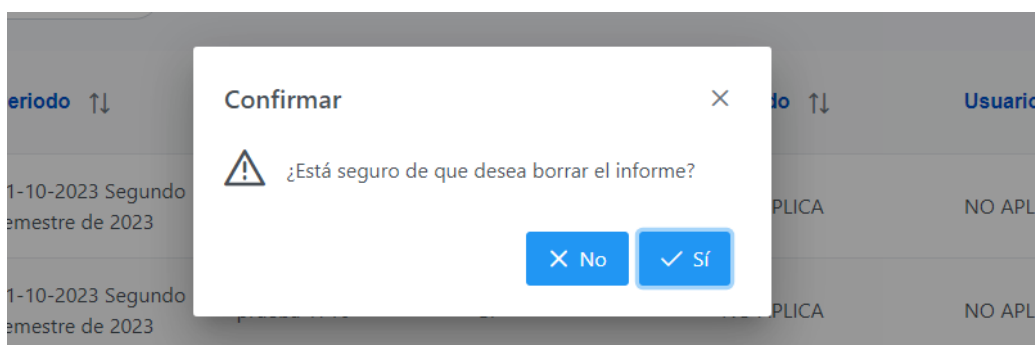 Confirmar
eriodo
do
Usuario
¿Está seguro de que desea borrar el informe?
1-10-2023 Segundo
emestre de 2023
PLICA
NO APL
No
Sí
1-10-2023 Segundo
emestre de 2023
PLICA
NO APL